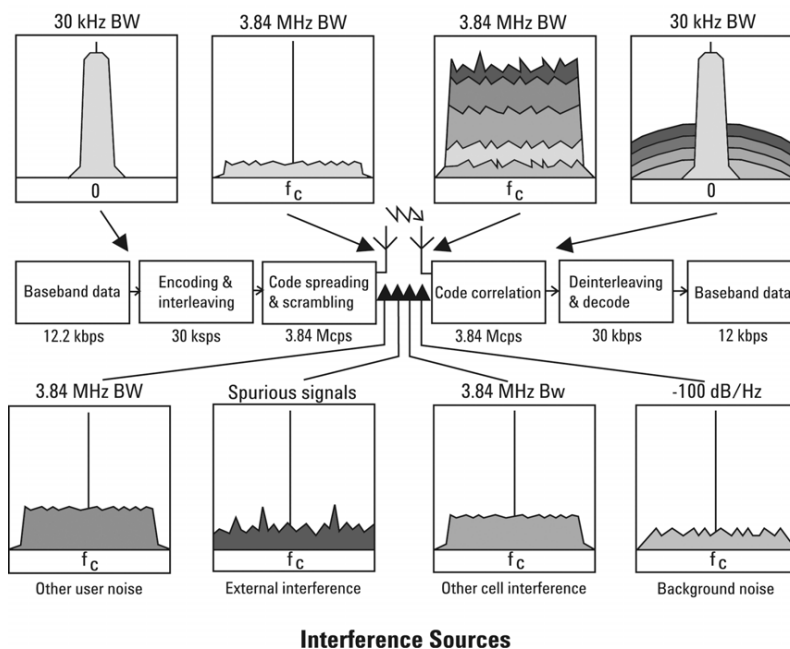 30 kHz BW
3.84 MHz BW
3.84 MHz BW
30 kHz BW
0
fc
fc
0
Baseband data
Encoding &
interleaving
Code spreading
& scrambling
Code correlation
Deinterleaving
& decode
Baseband data
12.2 kbps
30 ksps
3.84 Mcps
3.84 Mcps
30 kbps
12 kbps
3.84 MHz BW
Spurious signals
3.84 MHz Bw
-100 dB/Hz
fc
fc
fc
fc
Other user noise
External interference
Other cell interference
Background noise
Interference Sources